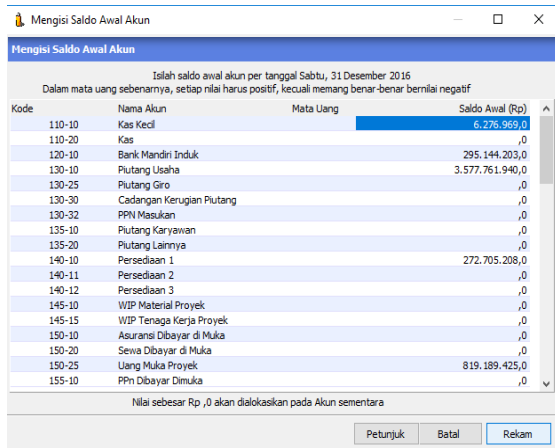 Mengisi Saldo Awal Akun
Mengisi Saldo Awal Akun
Isilah saldo awal akun per tanggal Sabtu, 31 Desember 2016
Dalam mata uang sebenarnya, setiap nilai harus positif, kecuali memang benar-benar bernilai negatif
Kode Nama Akun Mata Uang Saldo Awal (Rp)
110-10 Kas Kecil 6.276.969,0
110-20 Kas ,0
120-10 Bank Mandiri Induk 295.144.203,0
130-10 Piutang Usaha 3.577.761.940,0
130-25 Piutang Giro ,0
130-30 Cadangan Kerugian Piutang ,0
130-32 PPN Masukan ,0
135-10 Piutang Karyawan ,0
135-20 Piutang Lainnya ,0
140-10 Persediaan 1 272.705.208,0
140-11 Persediaan 2 ,0
140-12 Persediaan 3 ,0
145-10 WIP Material Proyek ,0
145-15 WIP Tenaga Kerja Proyek ,0
150-10 Asuransi Dibayar di Muka ,0
150-20 Sewa Dibayar di Muka ,0
150-25 Uang Muka Proyek 819.189.425,0
155-10 PPn Dibayar Dimuka ,0
Nilai sebesar Rp ,0 akan dialokasikan pada Akun sementara
Petunjuk Batal Rekam